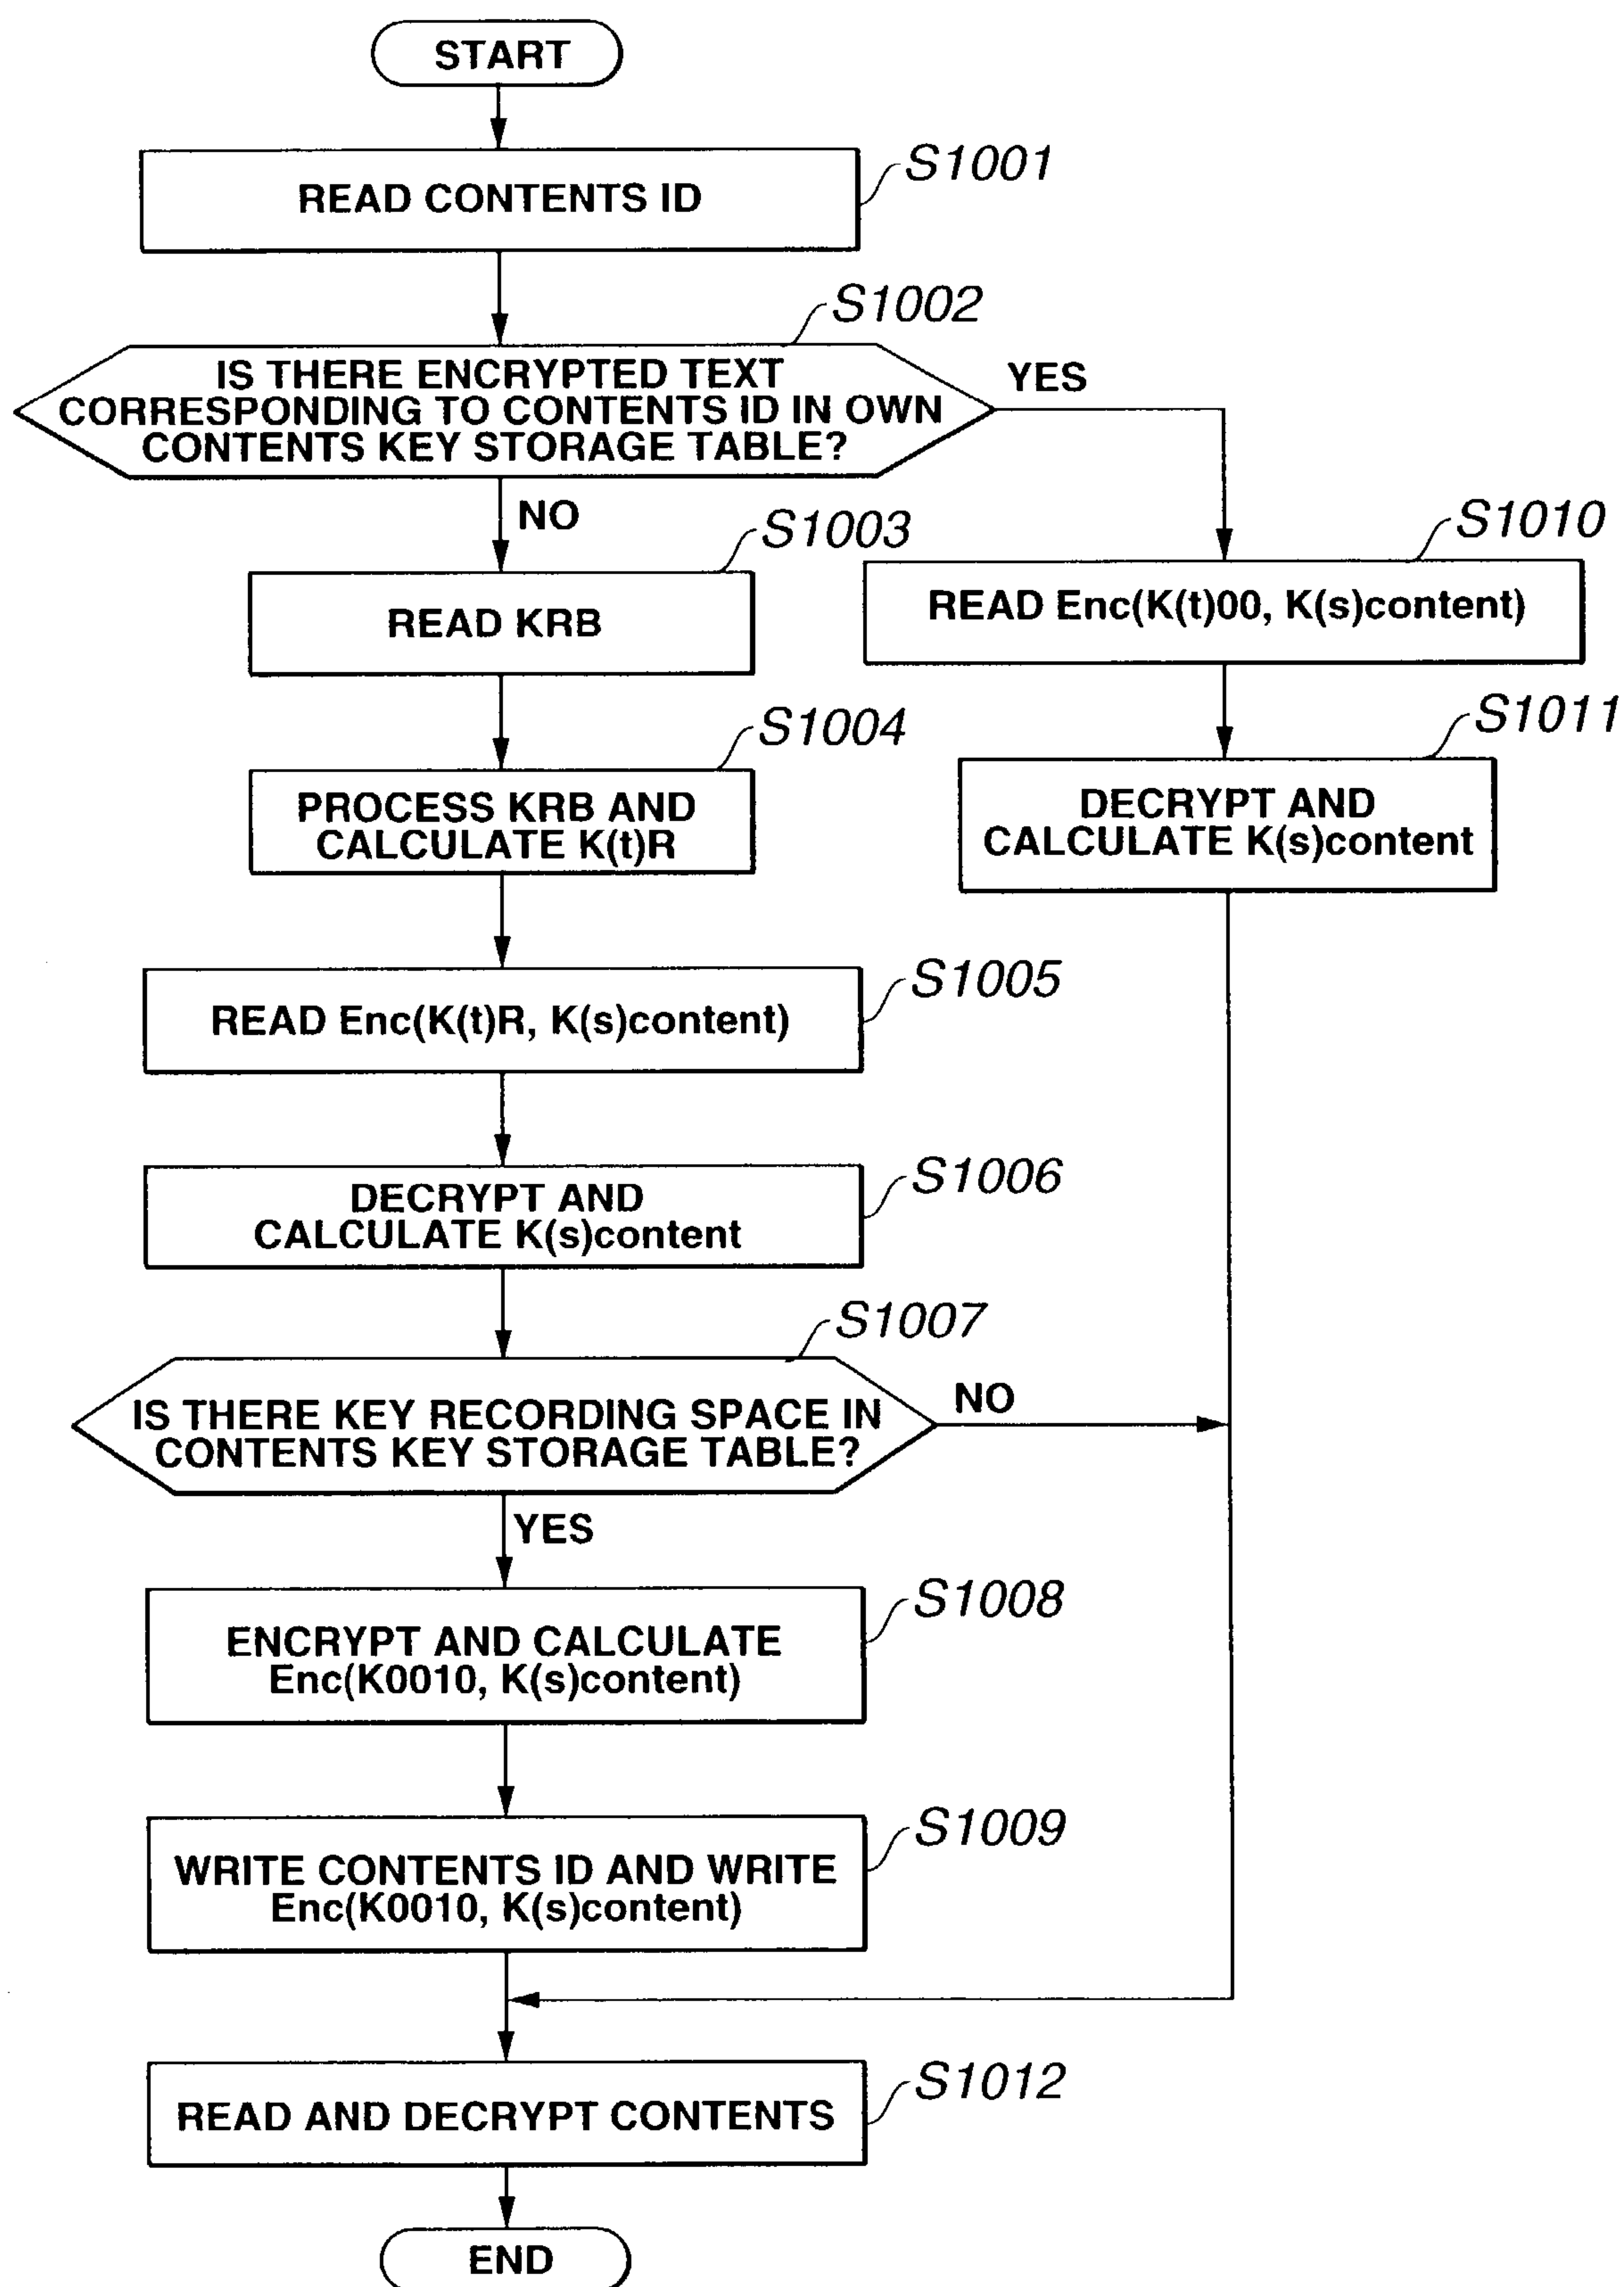 START
S1001
READ CONTENTS ID
S1002
IS THERE ENCRYPTED TEXT
CORRESPONDING TO CONTENTS ID IN OWN
CONTENTS KEY STORAGE TABLE?
YES
NO
S1003
READ KRB
S1010
READ Enc(K(t)00, K(s)content)
S1004
PROCESS KRB AND
CALCULATE K(t)R
S1011
DECRYPT AND
CALCULATE K(s)content
S1005
READ Enc(K(t)R, K(s)content)
S1006
DECRYPT AND
CALCULATE K(s)content
S1007
IS THERE KEY RECORDING SPACE IN
CONTENTS KEY STORAGE TABLE?
NO
YES
S1008
ENCRYPT AND CALCULATE
Enc(K0010, K(s)content)
S1009
WRITE CONTENTS ID AND WRITE
Enc(K0010, K(s)content)
S1012
READ AND DECRYPT CONTENTS
END